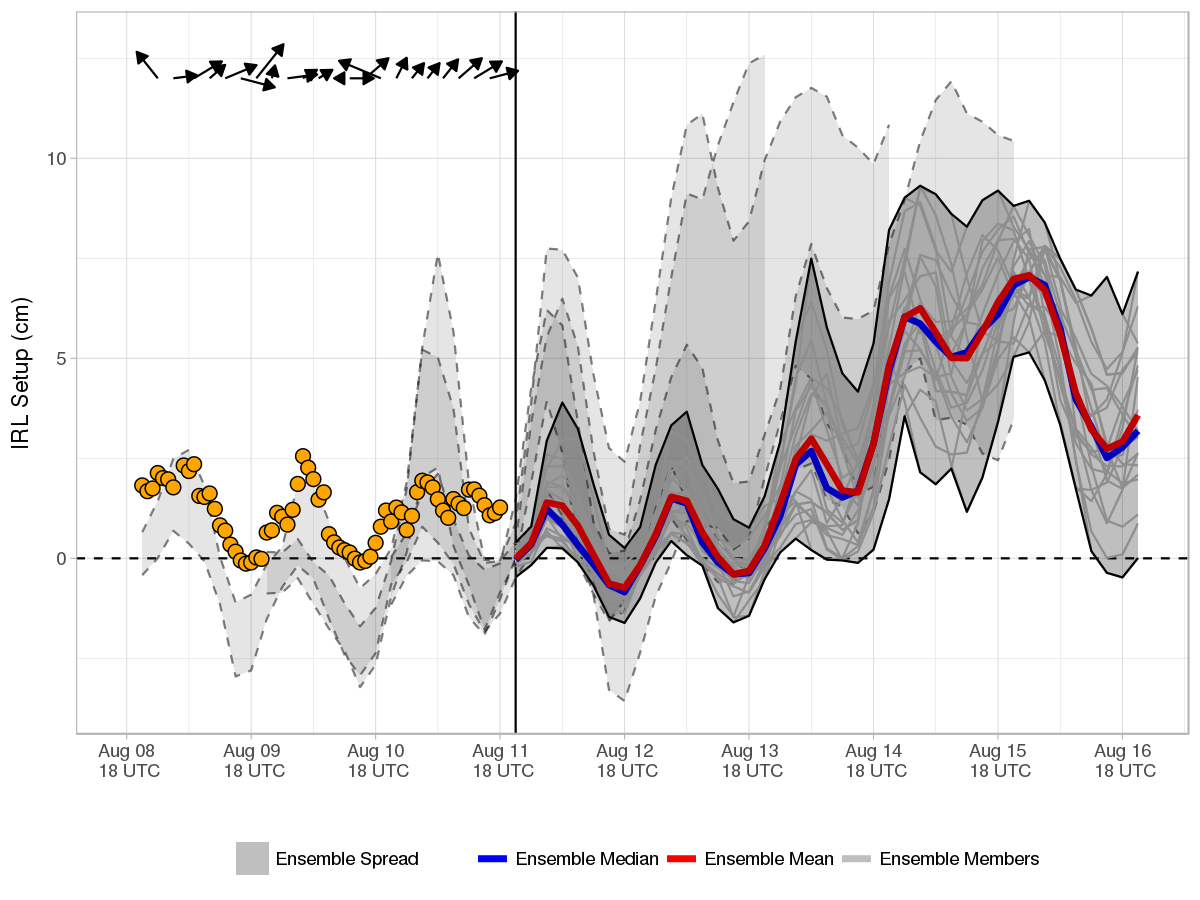 IRL Setup (cm)
10
5
0
Aug 08 Aug 09 Aug 10 Aug 11 Aug 12 Aug 13 Aug 14 Aug 15 Aug 16
18 UTC 18 UTC 18 UTC 18 UTC 18 UTC 18 UTC 18 UTC 18 UTC 18 UTC
Ensemble Spread Ensemble Median Ensemble Mean Ensemble Members